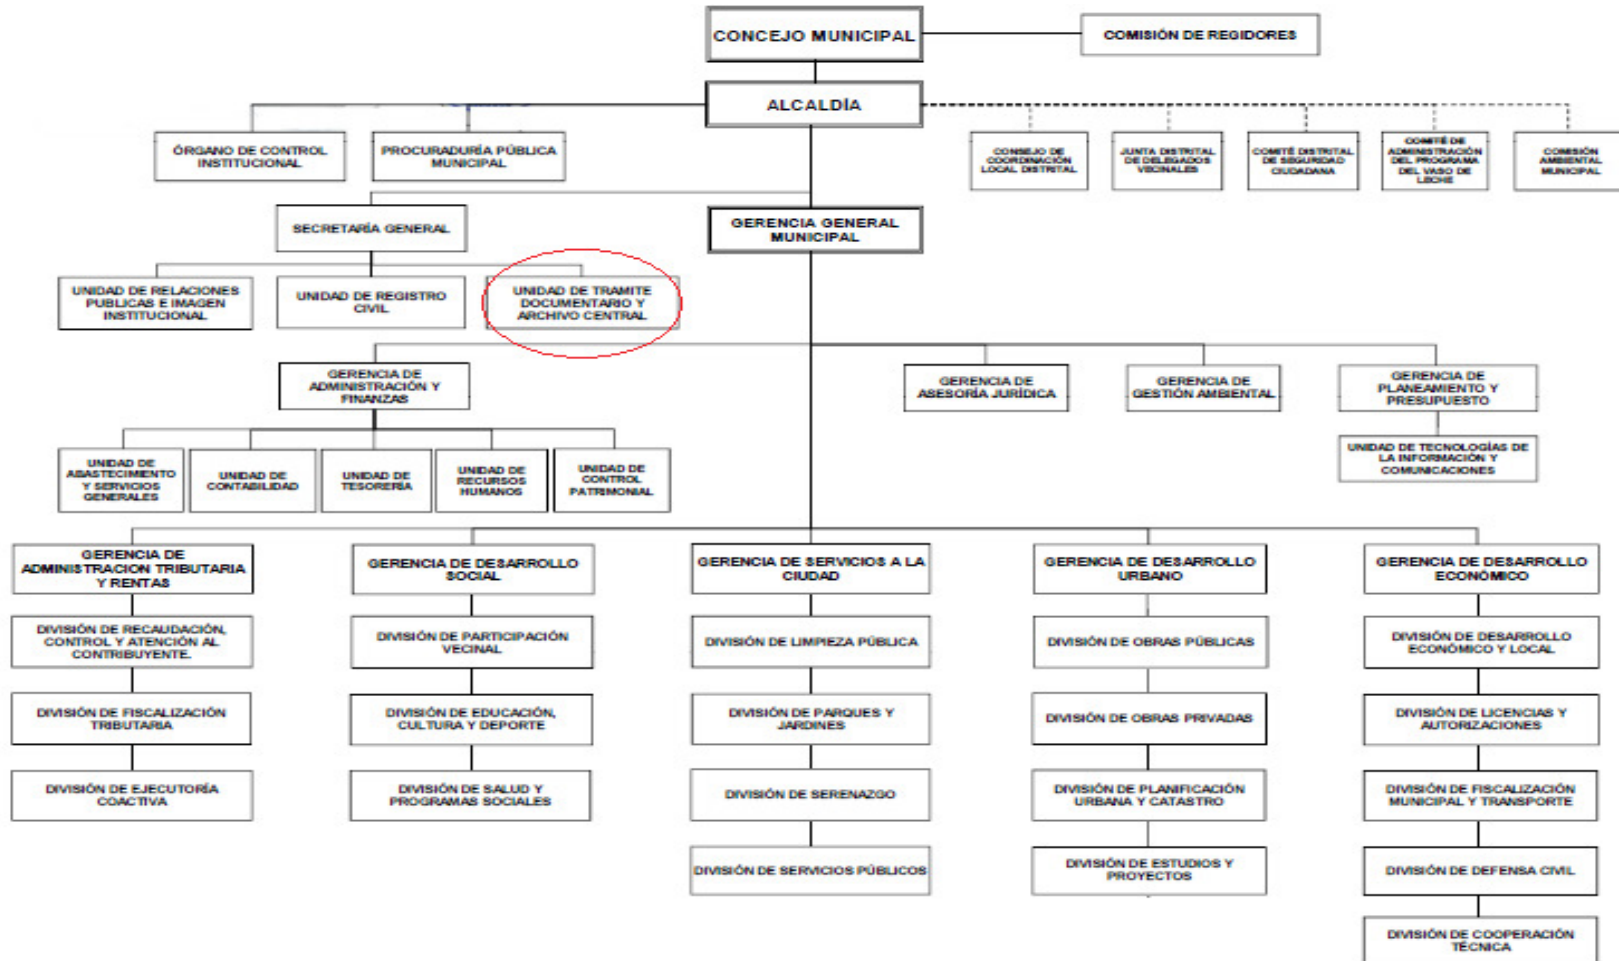 CONCEJO MUNICIPAL
COMISIÓN DE REGIDORES
ALCALDÍA
ÓRGANO DE CONTROL
INSTITUCIONAL
PROCURADURÍA PÚBLICA
MUNICIPAL
CONSEJO DE
COORDINACIÓN
LOCAL DISTRITAL
JUNTA DISTRITAL
DE DELEGADOS
VECINALES
COMITÉ DISTRITAL
DE SEGURIDAD
CIUDADANA
COMITÉ DE
ADMINISTRACIÓN
DEL PROGRAMA
DEL VASO DE
LECHE
COMISIÓN
AMBIENTAL
MUNICIPAL
SECRETARÍA GENERAL
GERENCIA GENERAL
MUNICIPAL
UNIDAD DE RELACIONES
PUBLICAS E IMAGEN
INSTITUCIONAL
UNIDAD DE REGISTRO
CIVIL
UNIDAD DE TRAMITE
DOCUMENTARIO Y
ARCHIVO CENTRAL
GERENCIA DE
ADMINISTRACIÓN Y
FINANZAS
GERENCIA DE
ASESORÍA JURÍDICA
GERENCIA DE
GESTIÓN AMBIENTAL
GERENCIA DE
PLANEAMIENTO Y
PRESUPUESTO
UNIDAD DE
ABASTECIMIENTO
Y SERVICIOS
GENERALES
UNIDAD DE
CONTABILIDAD
UNIDAD DE
TESORERÍA
UNIDAD DE
RECURSOS
HUMANOS
UNIDAD DE
CONTROL
PATRIMONIAL
UNIDAD DE TECNOLOGÍAS DE
LA INFORMACIÓN Y
COMUNICACIONES
GERENCIA DE
ADMINISTRACION TRIBUTARIA
Y RENTAS
GERENCIA DE DESARROLLO
SOCIAL
GERENCIA DE SERVICIOS A LA
CIUDAD
GERENCIA DE DESARROLLO
URBANO
GERENCIA DE DESARROLLO
ECONÓMICO
DIVISIÓN DE RECAUDACIÓN,
CONTROL Y ATENCIÓN AL
CONTRIBUYENTE.
DIVISIÓN DE PARTICIPACIÓN
VECINAL
DIVISIÓN DE LIMPIEZA PÚBLICA
DIVISIÓN DE OBRAS PÚBLICAS
DIVISIÓN DE DESARROLLO
ECONÓMICO Y LOCAL
DIVISIÓN DE FISCALIZACIÓN
TRIBUTARIA
DIVISIÓN DE EDUCACIÓN,
CULTURA Y DEPORTE
DIVISIÓN DE PARQUES Y
JARDINES
DIVISIÓN DE OBRAS PRIVADAS
DIVISIÓN DE LICENCIAS Y
AUTORIZACIONES
DIVISIÓN DE EJECUTORÍA
COACTIVA
DIVISIÓN DE SALUD Y
PROGRAMAS SOCIALES
DIVISIÓN DE SERENAZGO
DIVISIÓN DE PLANIFICACIÓN
URBANA Y CATASTRO
DIVISIÓN DE FISCALIZACIÓN
MUNICIPAL Y TRANSPORTE
DIVISIÓN DE SERVICIOS PÚBLICOS
DIVISIÓN DE ESTUDIOS Y
PROYECTOS
DIVISIÓN DE DEFENSA CIVIL
DIVISIÓN DE COOPERACIÓN
TÉCNICA